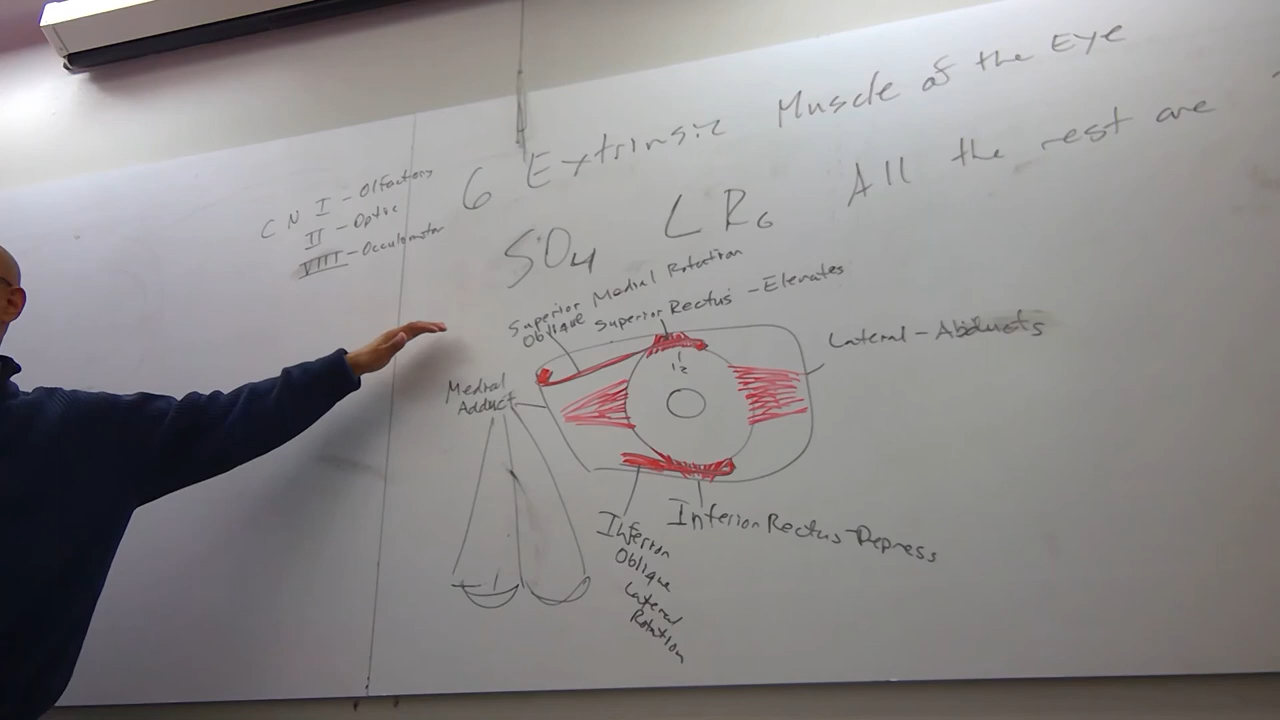 6 Extrinsic Muscle of the Eye
SO4 LR6 All the rest are
C N I - Olfactory
II - Optic
VIII - Occulomotor
Superior Medial Rotation
Oblique
Superior Rectus - Elevates
Lateral - Abducts
Medial
Adduct
12
Inferior Rectus - Depress
Inferior
Oblique
Lateral
Rotation